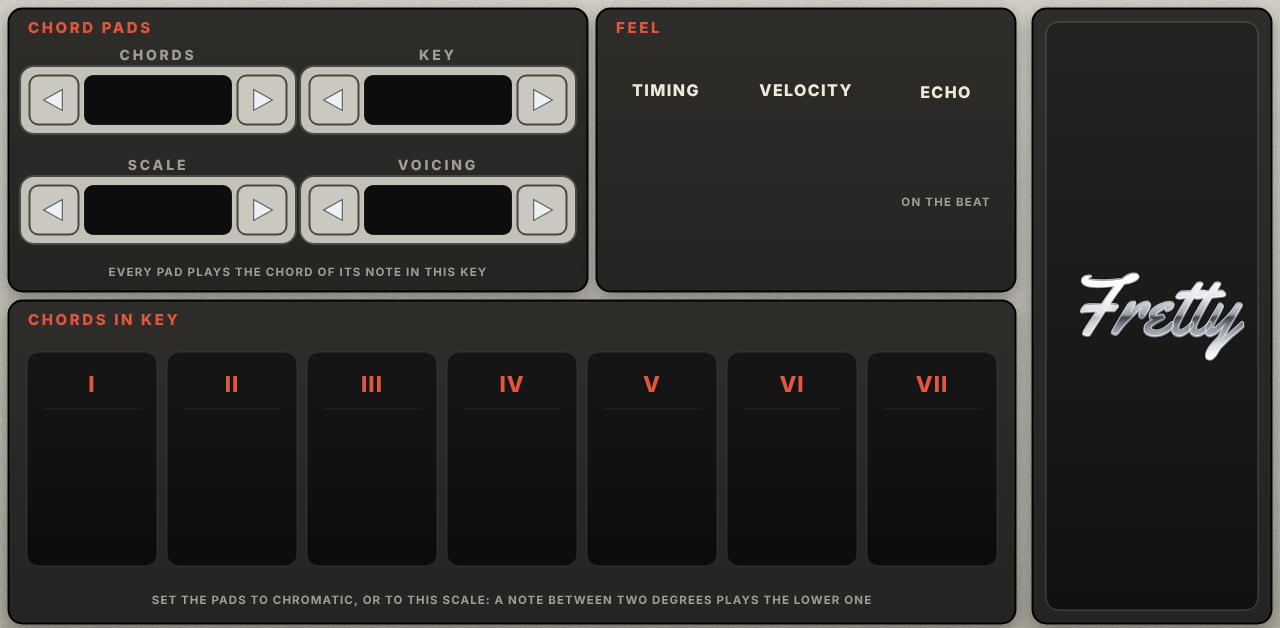 CHORD PADS
CHORDS
KEY
SCALE
VOICING
EVERY PAD PLAYS THE CHORD OF ITS NOTE IN THIS KEY
FEEL
TIMING
VELOCITY
ECHO
ON THE BEAT
CHORDS IN KEY
I
II
III
IV
V
VI
VII
SET THE PADS TO CHROMATIC, OR TO THIS SCALE: A NOTE BETWEEN TWO DEGREES PLAYS THE LOWER ONE
Fretty